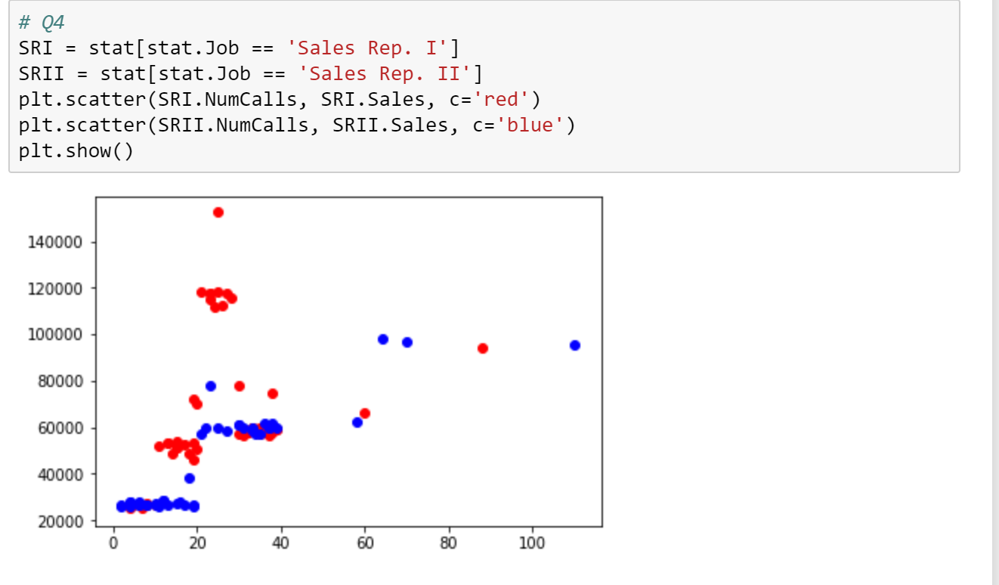 # Q4
SRI = stat[stat.Job == 'Sales Rep. I']
SRII = stat[stat.Job == 'Sales Rep. II']
plt.scatter(SRI.NumCalls, SRI.Sales, c='red')
plt.scatter(SRII.NumCalls, SRII.Sales, c='blue')
plt.show()
140000
120000
100000
80000
60000
40000
20000
0 20 40 60 80 100